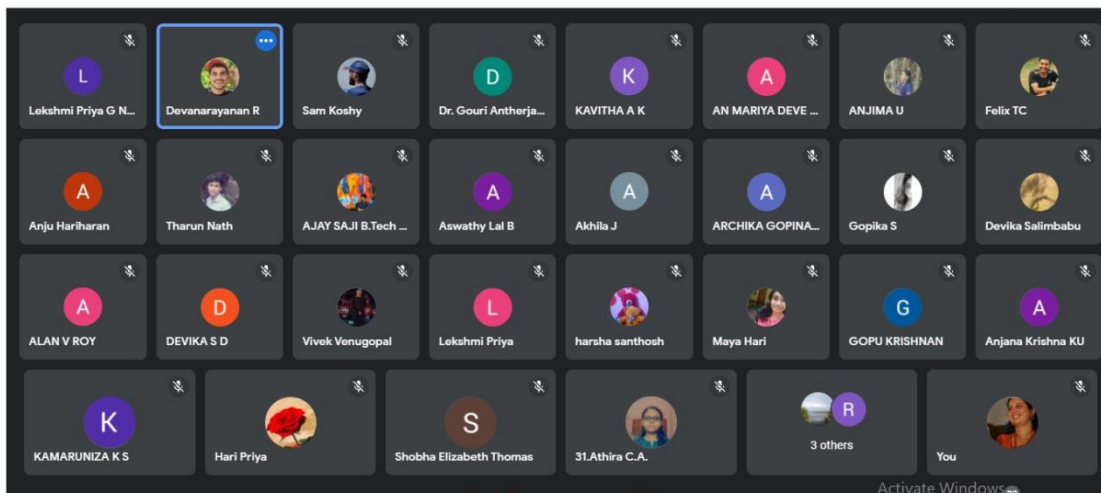 L
Lekshmi Priya G N...
Devanarayanan R
Sam Koshy
D
Dr. Gouri Antherja...
K
KAVITHA A K
A
AN MARIYA DEVE ...
ANJIMA U
Felix TC
A
Anju Hariharan
Tharun Nath
AJAY SAJI B.Tech ...
A
Aswathy Lal B
A
Akhila J
A
ARCHIKA GOPINA...
Gopika S
Devika Salimbabu
A
ALAN V ROY
D
DEVIKA S D
Vivek Venugopal
L
Lekshmi Priya
harsha santhosh
Maya Hari
G
GOPU KRISHNAN
A
Anjana Krishna KU
K
KAMARUNIZA K S
Hari Priya
S
Shobha Elizabeth Thomas
31.Athira C.A.
R
3 others
You
Activate Windows